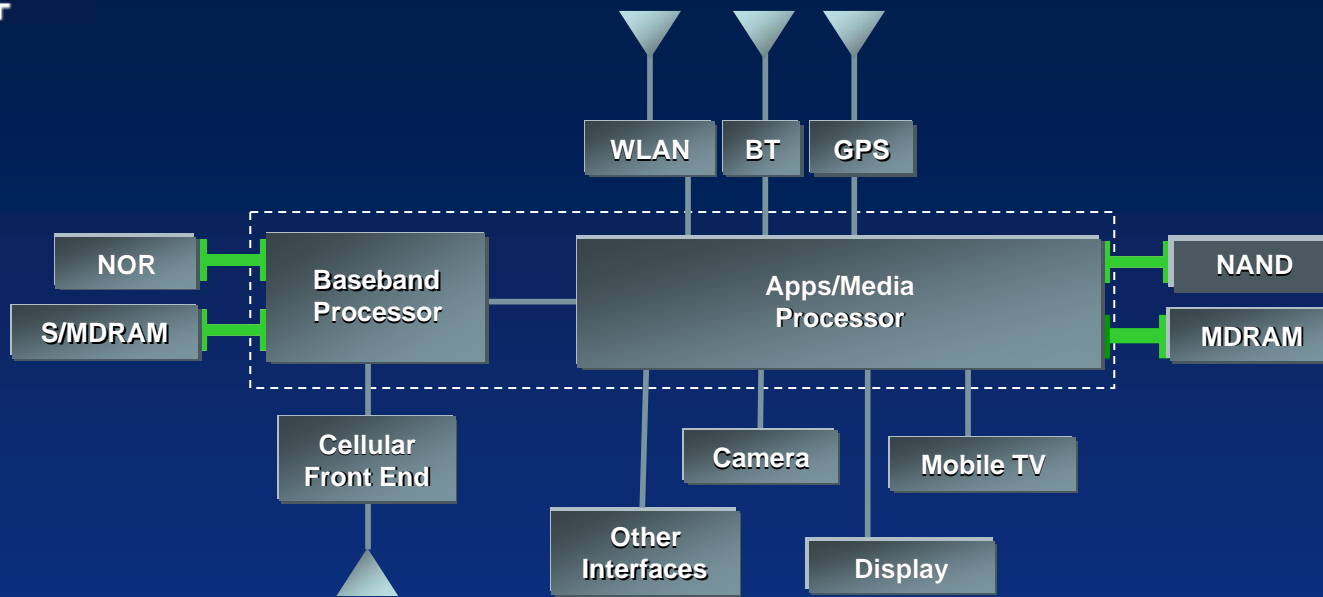 WLAN
BT
GPS
NOR
Baseband
Processor
Apps/Media
Processor
NAND
S/MDRAM
MDRAM
Cellular
Front End
Camera
Mobile TV
Other
Interfaces
Display